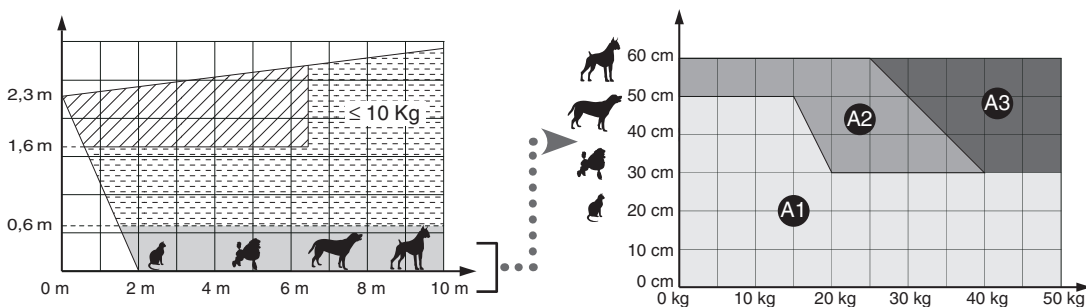 2,3 m
1,6 m
0,6 m
≤ 10 Kg
0 m 2 m 4 m 6 m 8 m 10 m
60 cm
50 cm
40 cm
30 cm
20 cm
10 cm
0 cm
A3
A2
A1
0 kg 10 kg 20 kg 30 kg 40 kg 50 kg